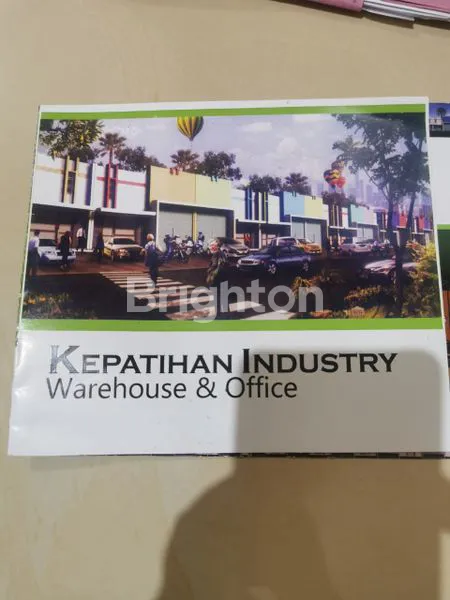 Brighton
KEPATIHAN INDUSTRY
Warehouse & Office